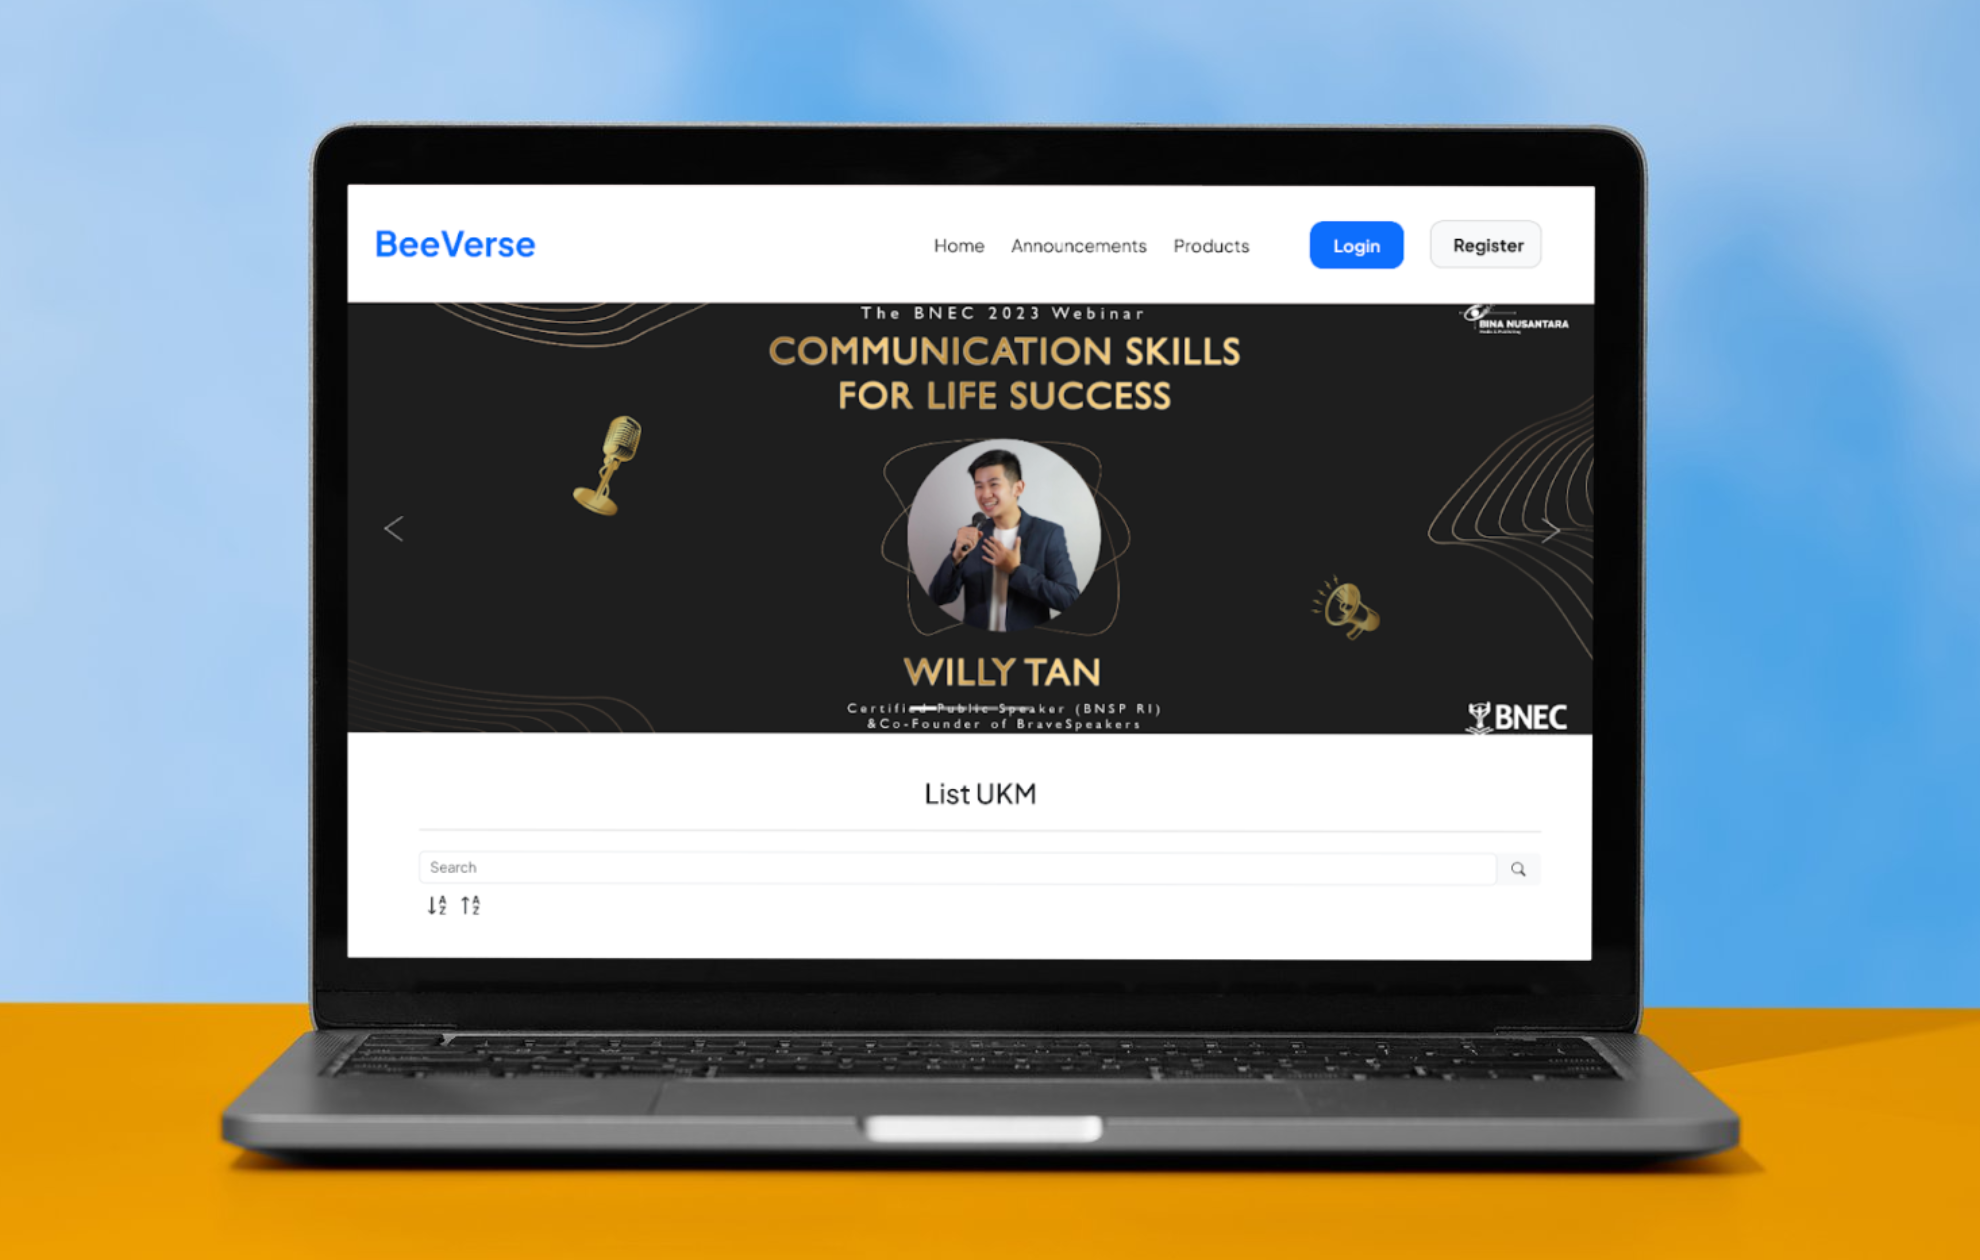 BeeVerse
Home Announcements Products Login Register
The BNEC 2023 Webinar
BINA NUSANTARA
COMMUNICATION SKILLS
FOR LIFE SUCCESS
WILLY TAN
Certified Public Speaker (BNSP RI)
&Co-Founder of BraveSpeakers
BNEC
List UKM
Search
A
Z
A
Z